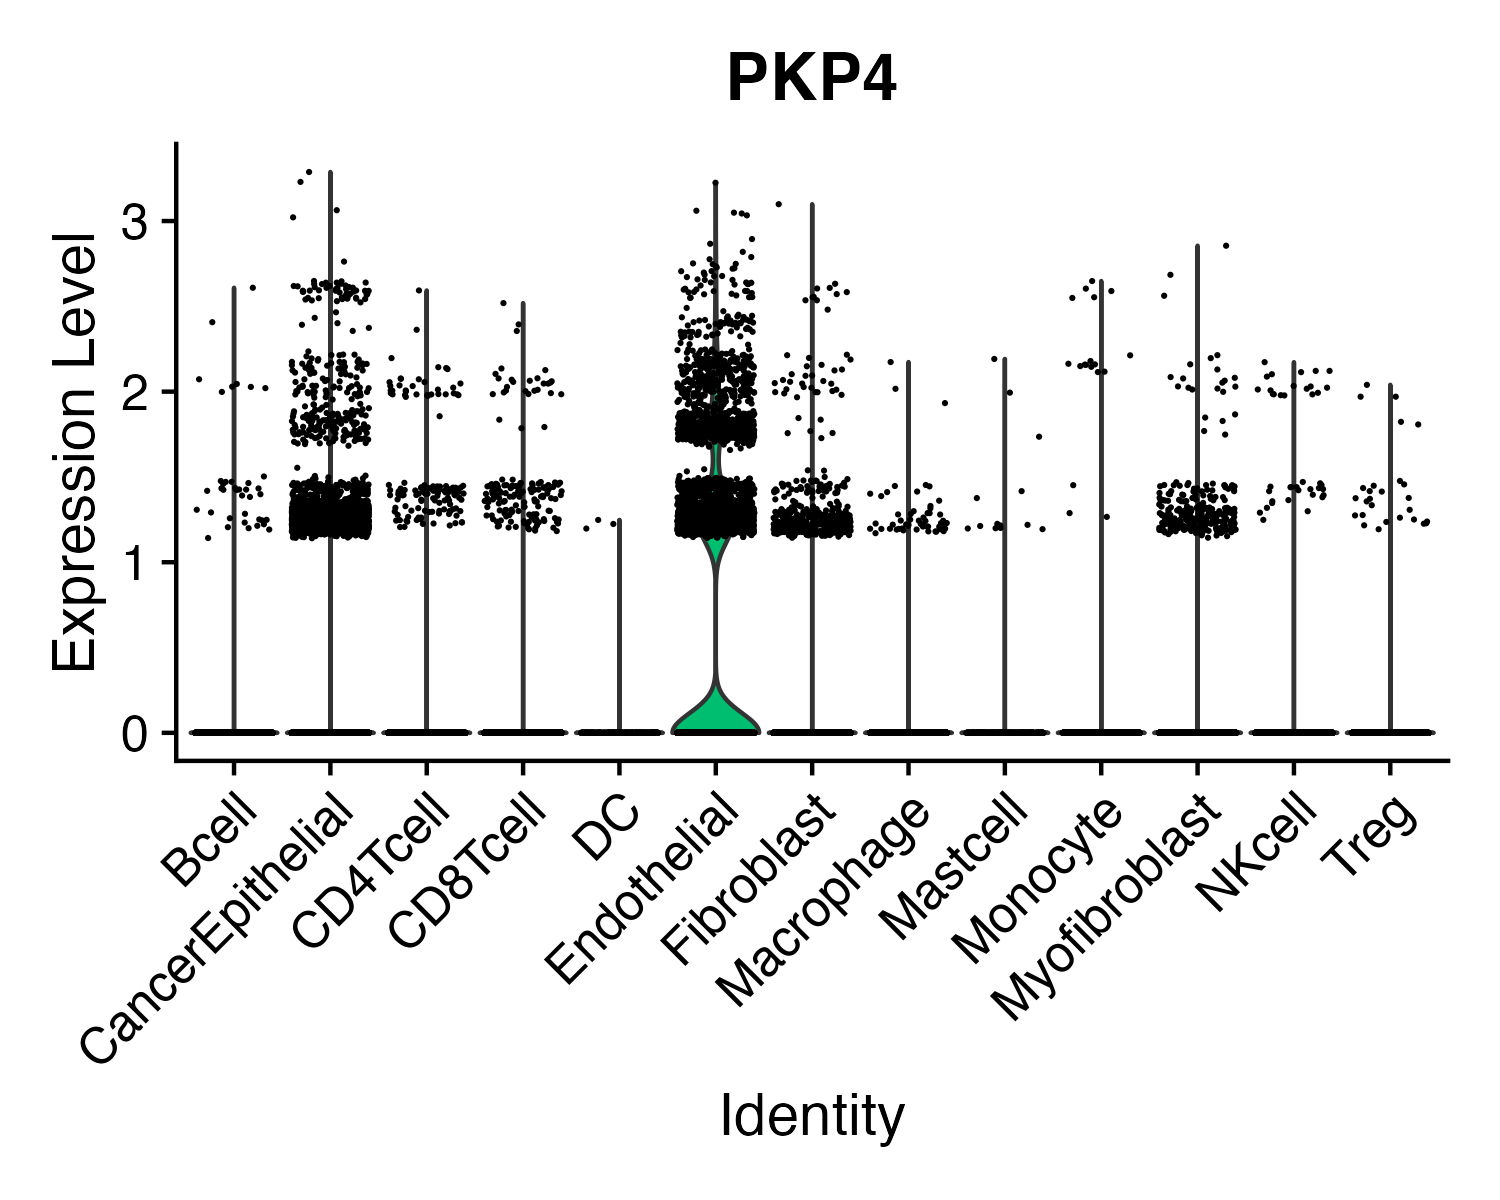 PKP4
Expression Level
3
2
1
0
Bcell
CancerEpithelial
CD4Tcell
CD8Tcell
DC
Endothelial
Fibroblast
Macrophage
Mastcell
Monocyte
Myofibroblast
NKcell
Treg
Identity